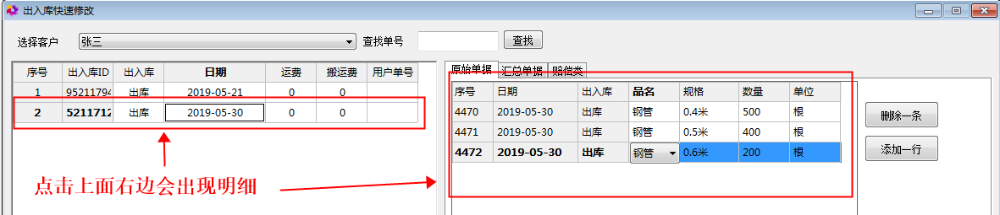 出入库快速修改
选择客户 张三 查找单号 查找
序号 出入库ID 出入库 日期 运费 搬运费 用户单号
1 95211794 出库 2019-05-21 0 0
2 5211712 出库 2019-05-30 0 0
点击上面右边会出现明细
原始单据 汇总单据 赔偿类
序号 日期 出入库 品名 规格 数量 单位
4470 2019-05-30 出库 钢管 0.4米 500 根
4471 2019-05-30 出库 钢管 0.5米 400 根
4472 2019-05-30 出库 钢管 0.6米 200 根
删除一条
添加一行